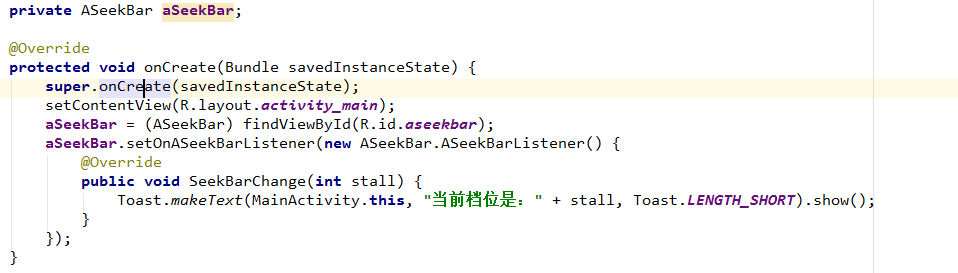 private ASeekBar aSeekBar;
@Override
protected void onCreate(Bundle savedInstanceState) {
super.onCreate(savedInstanceState);
setContentView(R.layout.activity_main);
aSeekBar = (ASeekBar) findViewById(R.id.aseekbar);
aSeekBar.setOnASeekBarListener(new ASeekBar.ASeekBarListener() {
@Override
public void SeekBarChange(int stall) {
Toast.makeText(MainActivity.this, "当前档位是：" + stall, Toast.LENGTH_SHORT).show();
}
});
}